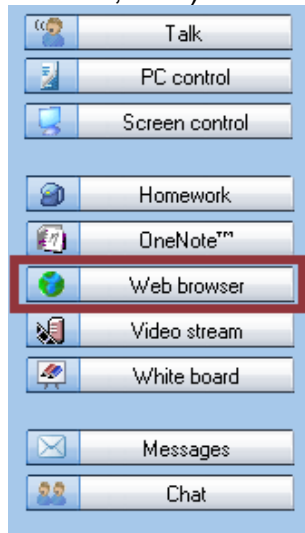 Talk
PC control
Screen control
Homework
OneNote™
Web browser
Video stream
White board
Messages
Chat